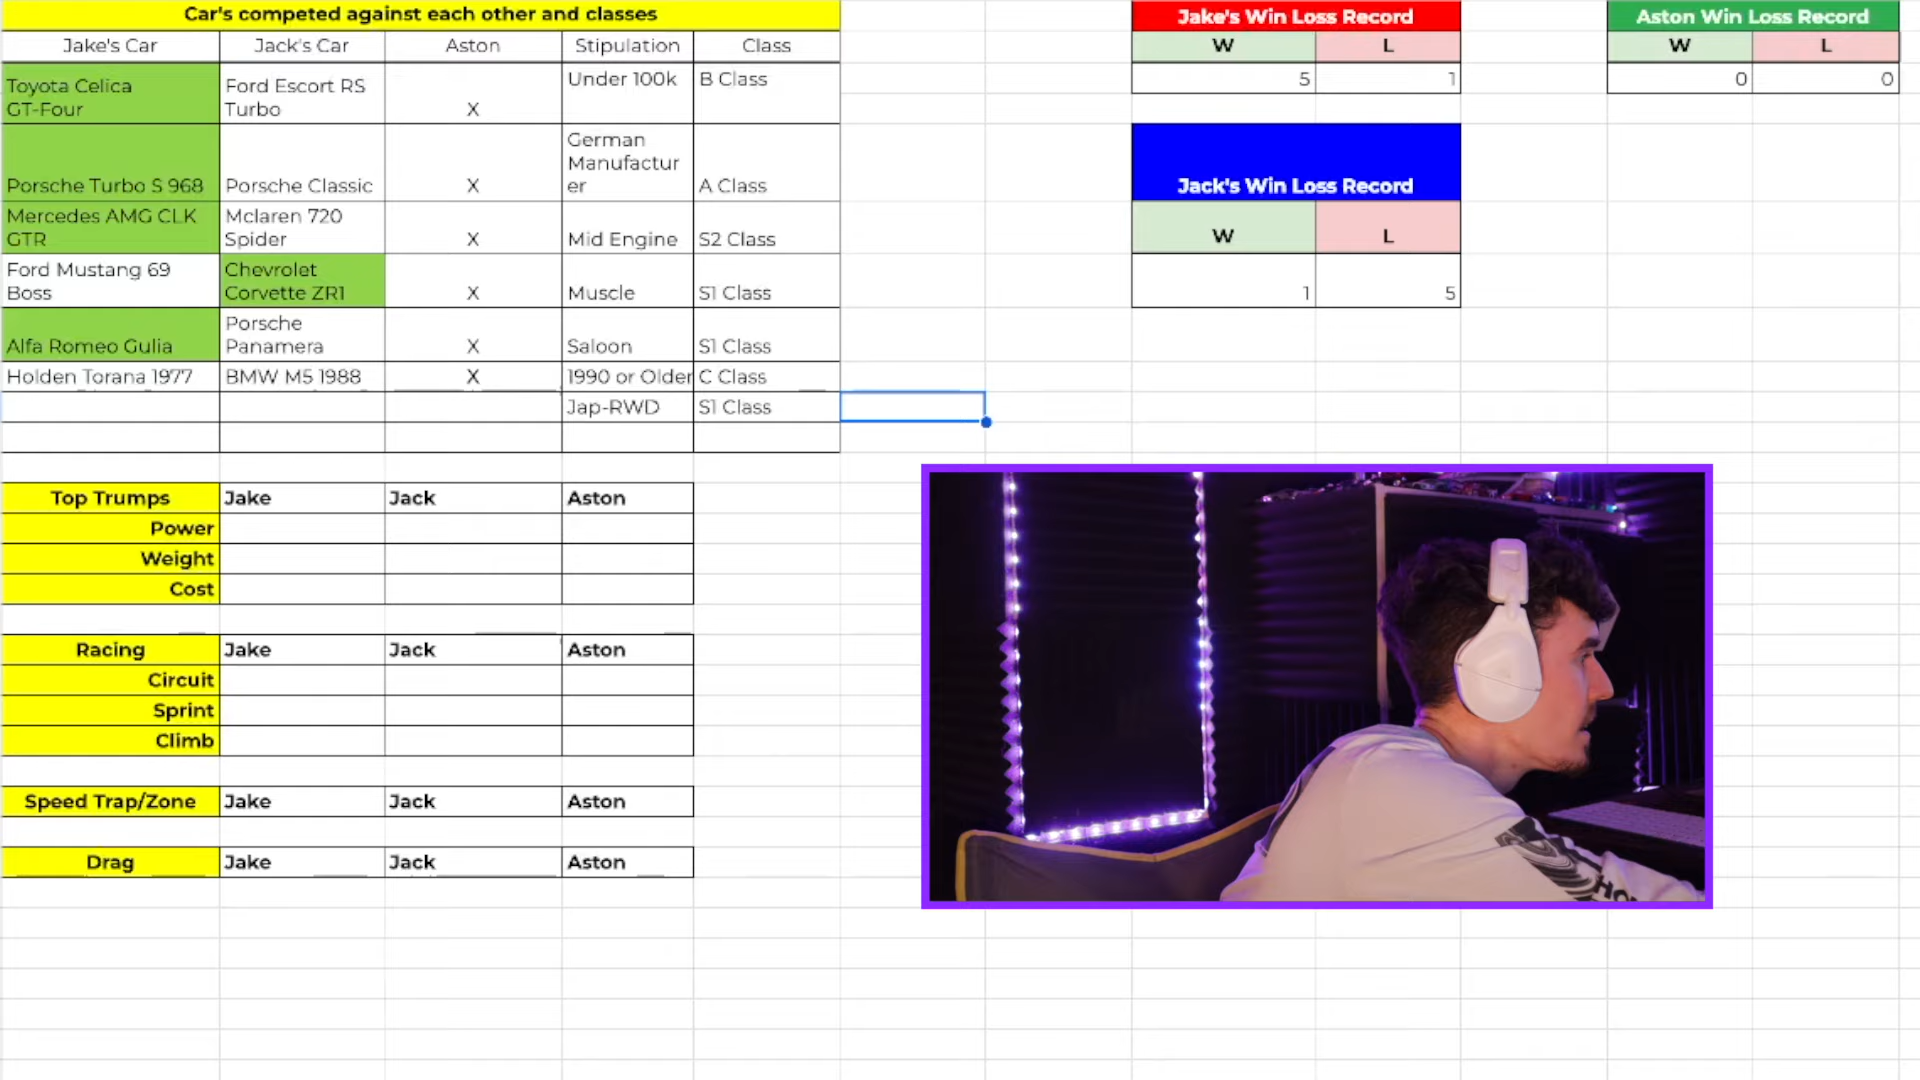 Car's competed against each other and classes
Jake's Car Jack's Car Aston Stipulation Class
Toyota Celica
GT-Four
Ford Escort RS
Turbo
X
Under 100k
B Class
Porsche Turbo S 968
Porsche Classic
X
German
Manufactur
er
A Class
Mercedes AMG CLK
GTR
Mclaren 720
Spider
X
Mid Engine
S2 Class
Ford Mustang 69
Boss
Chevrolet
Corvette ZR1
X
Muscle
S1 Class
Alfa Romeo Gulia
Porsche
Panamera
X
Saloon
S1 Class
Holden Torana 1977 BMW M5 1988 X 1990 or Older C Class
Jap-RWD S1 Class
Jake's Win Loss Record
W L
5 1
Jack's Win Loss Record
W L
1 5
Aston Win Loss Record
W L
0 0
Top Trumps Jake Jack Aston
Power
Weight
Cost
Racing Jake Jack Aston
Circuit
Sprint
Climb
Speed Trap/Zone Jake Jack Aston
Drag Jake Jack Aston